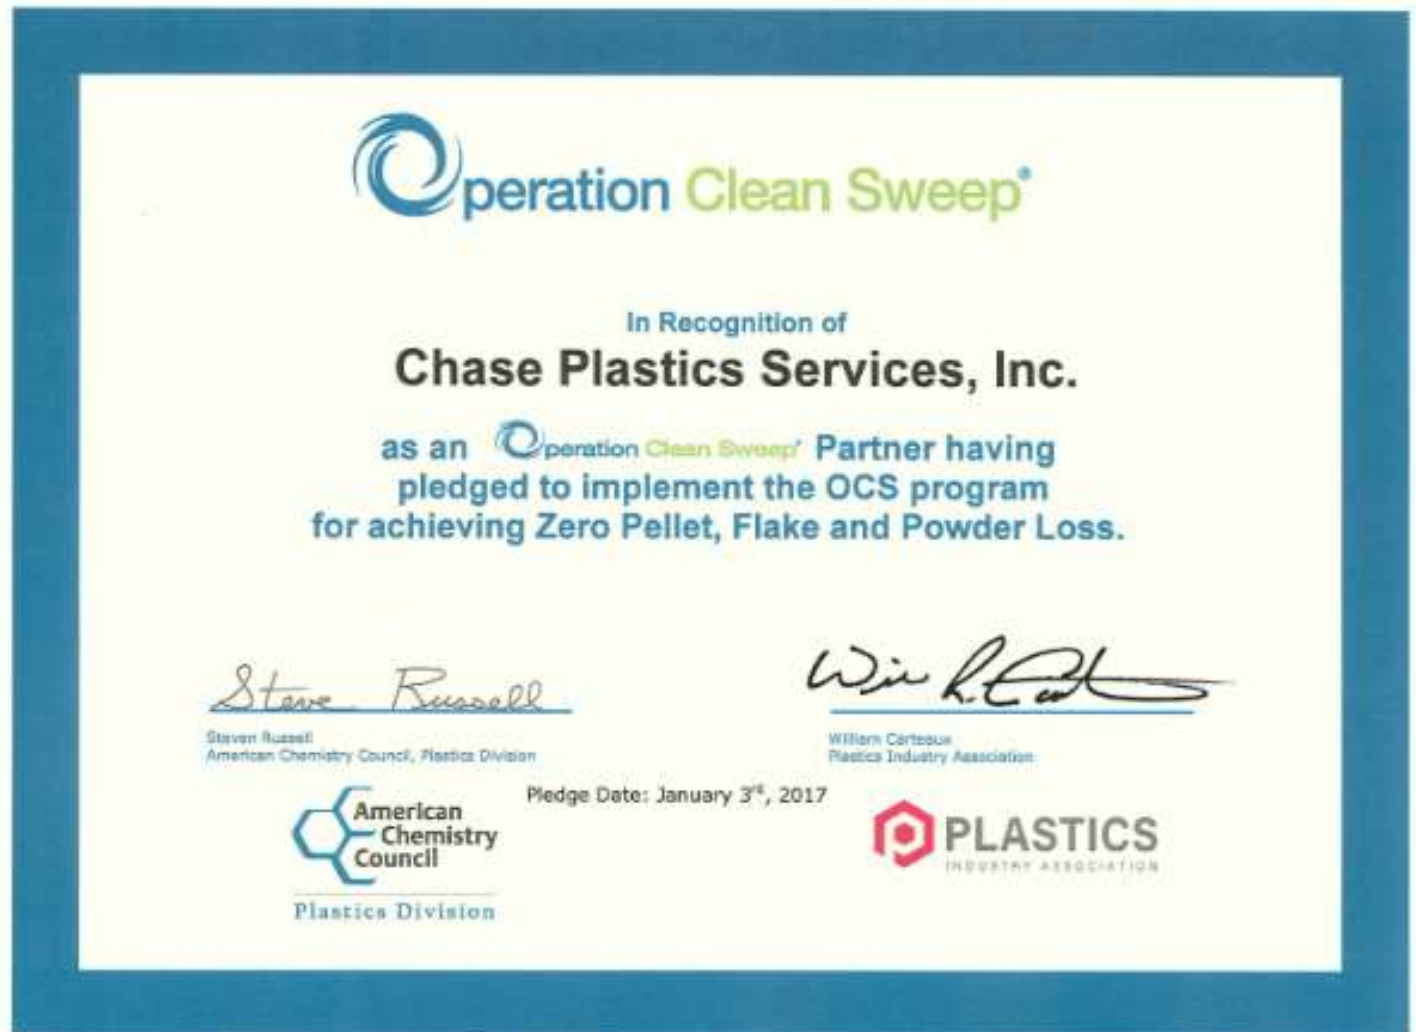 Operation Clean Sweep®
In Recognition of
Chase Plastics Services, Inc.
as an Operation Clean Sweep® Partner having
pledged to implement the OCS program
for achieving Zero Pellet, Flake and Powder Loss.
Steve Russell
Steven Russell
American Chemistry Council, Plastics Division
William Carteaux
Plastics Industry Association
Pledge Date: January 3rd, 2017
American
Chemistry
Council
Plastics Division
PLASTICS
INDUSTRY ASSOCIATION